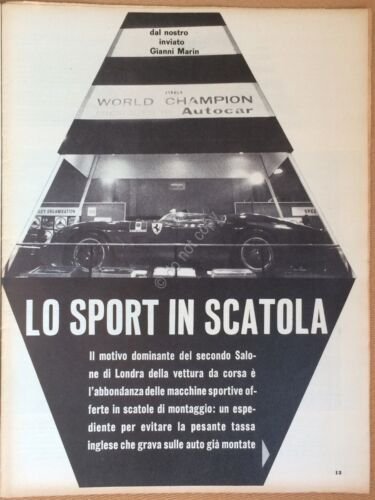 dal nostro
inviato
Gianni Marin
1961
WORLD CHAMPION
Autocar
ORGANISATION
LO SPORT IN SCATOLA
Il motivo dominante del secondo Salo-
ne di Londra della vettura da corsa è
l'abbondanza delle macchine sportive of-
ferte in scatole di montaggio: un espe-
diente per evitare la pesante tassa
inglese che grava sulle auto già montate
13